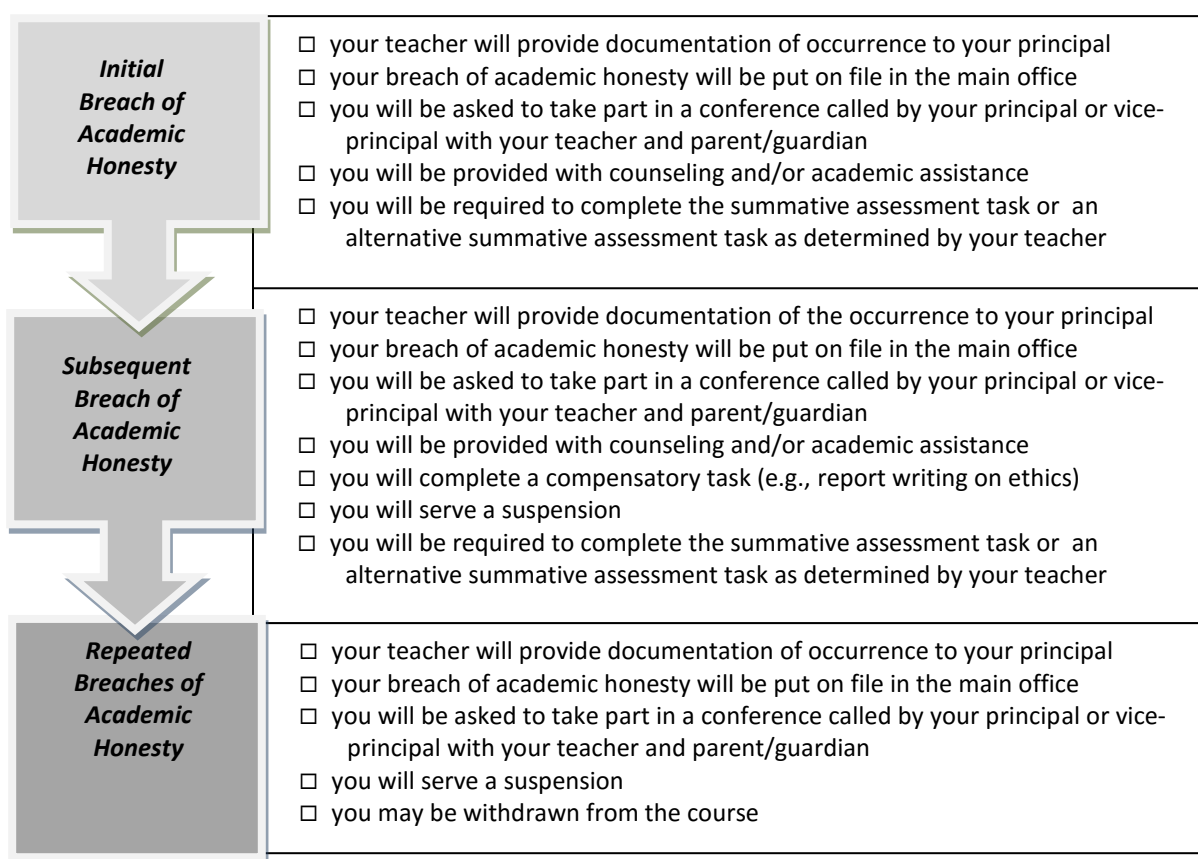 Initial
Breach of
Academic
Honesty
□ your teacher will provide documentation of occurrence to your principal
□ your breach of academic honesty will be put on file in the main office
□ you will be asked to take part in a conference called by your principal or vice-
principal with your teacher and parent/guardian
□ you will be provided with counseling and/or academic assistance
□ you will be required to complete the summative assessment task or an
alternative summative assessment task as determined by your teacher
Subsequent
Breach of
Academic
Honesty
□ your teacher will provide documentation of the occurrence to your principal
□ your breach of academic honesty will be put on file in the main office
□ you will be asked to take part in a conference called by your principal or vice-
principal with your teacher and parent/guardian
□ you will be provided with counseling and/or academic assistance
□ you will complete a compensatory task (e.g., report writing on ethics)
□ you will serve a suspension
□ you will be required to complete the summative assessment task or an
alternative summative assessment task as determined by your teacher
Repeated
Breaches of
Academic
Honesty
□ your teacher will provide documentation of occurrence to your principal
□ your breach of academic honesty will be put on file in the main office
□ you will be asked to take part in a conference called by your principal or vice-
principal with your teacher and parent/guardian
□ you will serve a suspension
□ you may be withdrawn from the course